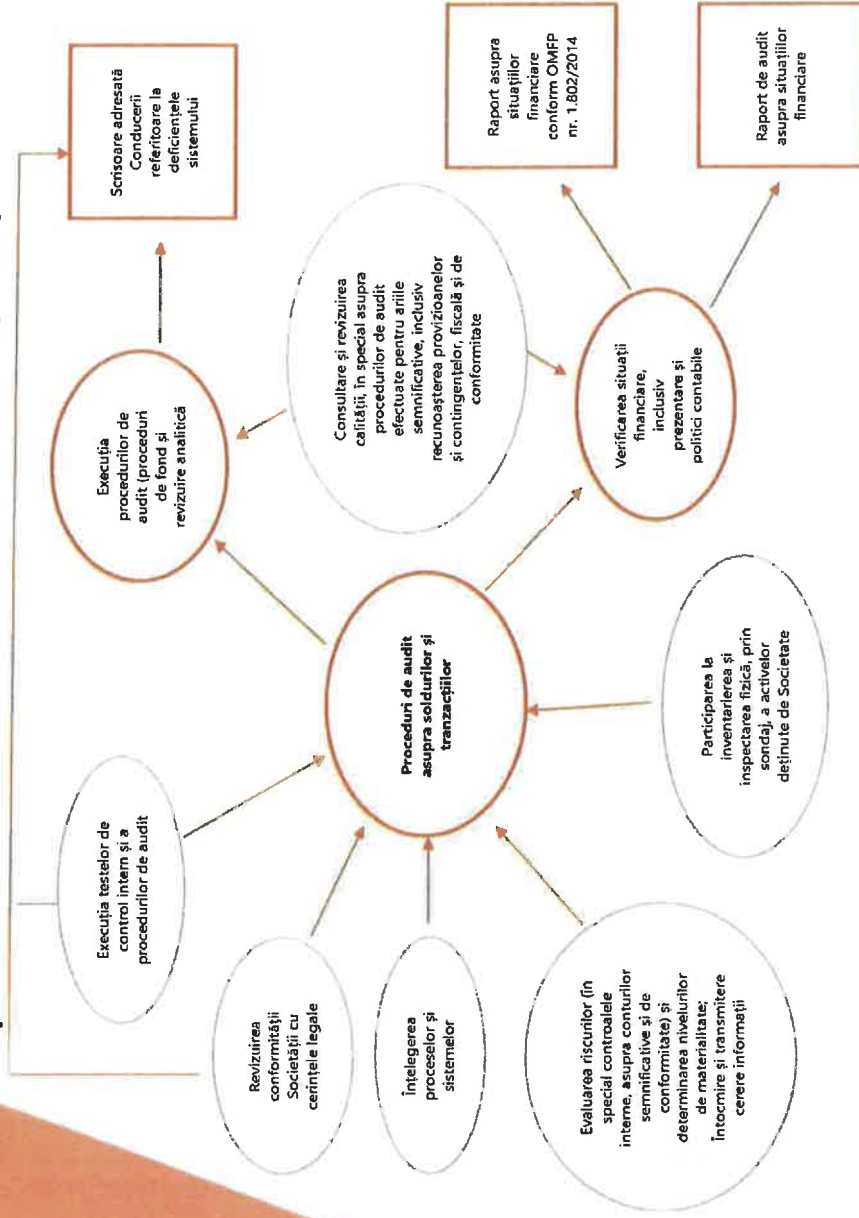 Execuția testelor de
control intern și a
procedurilor de audit
Revizuirea
conformității
Societății cu
cerințele legale
Înțelegerea
proceselor și
sistemelor
Evaluarea riscurilor (în
special controalele
interne, asupra conturilor
semnificative și de
conformitate) și
determinarea nivelurilor
de materialitate;
Întocmire și transmitere
cerere informații
Proceduri de audit
asupra soldurilor și
tranzacțiilor
Participarea la
inventarierea și
inspectarea fizică, prin
sondaj, a activelor
deținute de Societate
Execuția
procedurilor de
audit (proceduri
de fond și
revizuire analitică
Consultare și revizuirea
calității, în special asupra
procedurilor de audit
efectuate pentru ariile
semnificative, inclusiv
recunoașterea provizioanelor
și contingențelor, fiscală și de
conformitate
Verificarea situații
financiare,
inclusiv
prezentare și
politici contabile
Scrisoare adresată
Conducerii
referitoare la
deficiențele
sistemului
Raport asupra
situațiilor
financiare
conform OMFP
nr. 1.802/2014
Raport de audit
asupra situațiilor
financiare